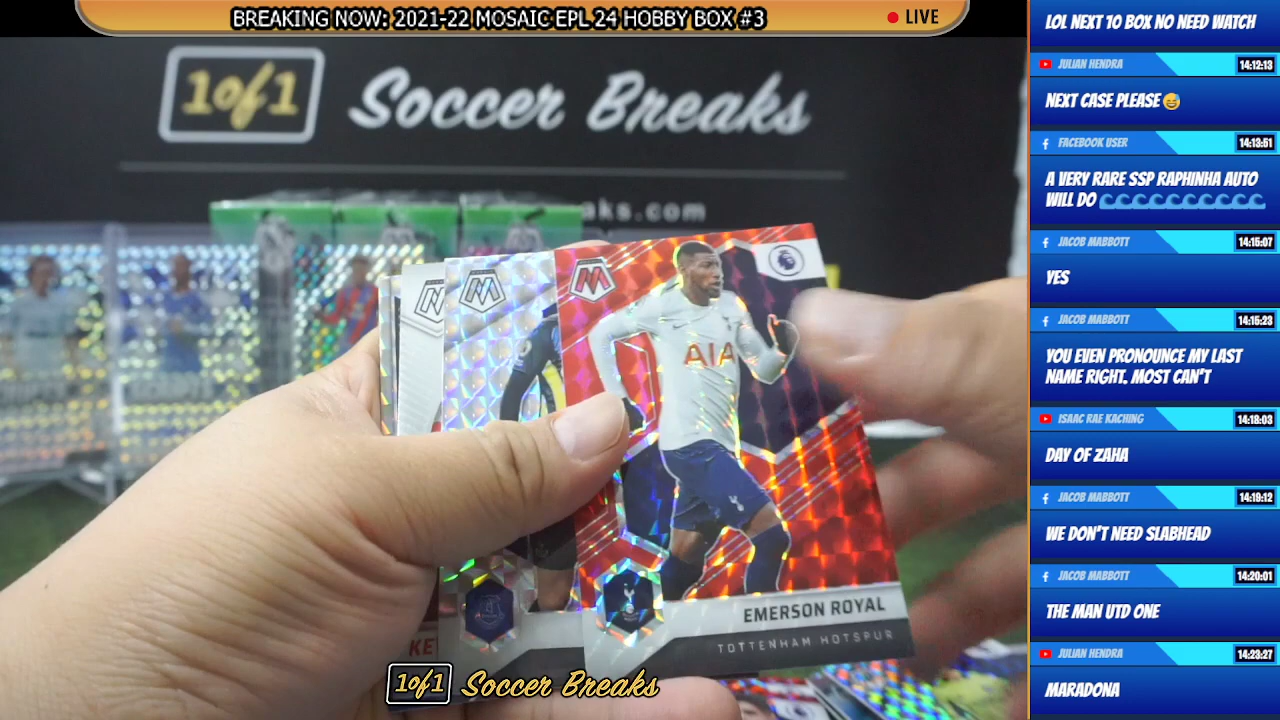 BREAKING NOW: 2021-22 MOSAIC EPL 24 HOBBY BOX #3
LIVE
1of1 Soccer Breaks
aks.com
AIA
EMERSON ROYAL
TOTTENHAM HOTSPUR
KE
1of1 Soccer Breaks
LOL NEXT 10 BOX NO NEED WATCH
JULIAN HENDRA 14:12:13
NEXT CASE PLEASE😅
FACEBOOK USER 14:13:51
A VERY RARE SSP RAPHINHA AUTO
WILL DO 🌊🌊🌊🌊🌊🌊🌊🌊🌊🌊
JACOB MABBOTT 14:15:07
YES
JACOB MABBOTT 14:15:23
YOU EVEN PRONOUNCE MY LAST
NAME RIGHT. MOST CAN'T
ISAAC RAE KACHING 14:18:03
DAY OF ZAHA
JACOB MABBOTT 14:19:12
WE DON'T NEED SLABHEAD
JACOB MABBOTT 14:20:01
THE MAN UTD ONE
JULIAN HENDRA 14:23:27
MARADONA